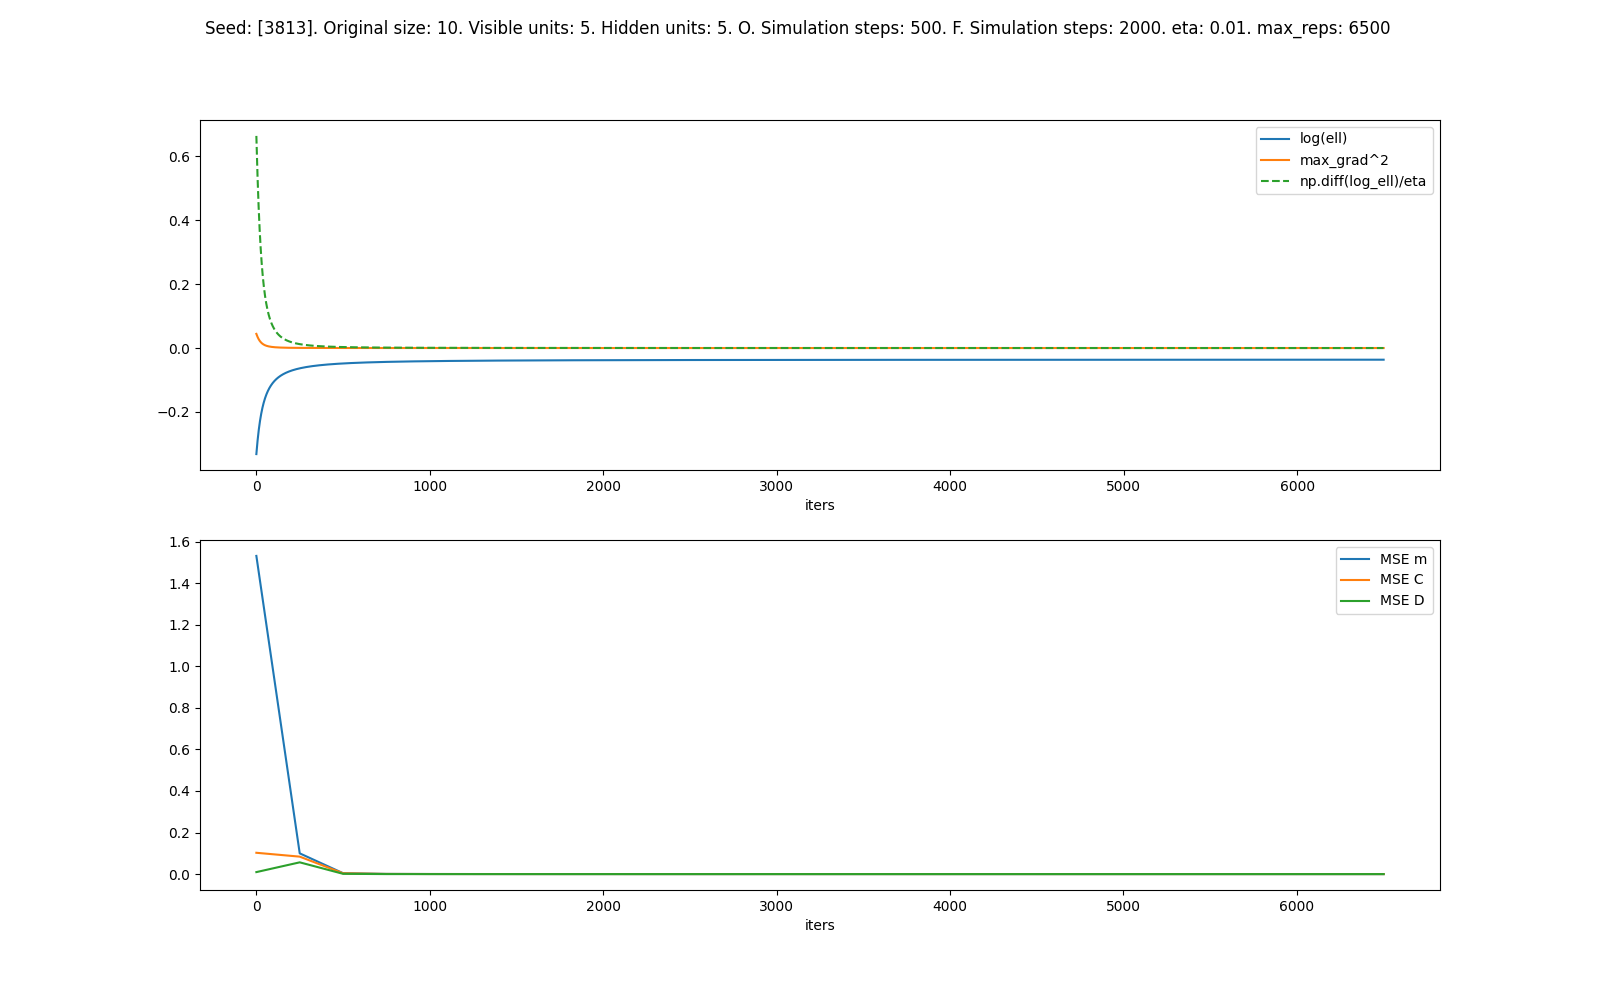 Seed: [3813]. Original size: 10. Visible units: 5. Hidden units: 5. O. Simulation steps: 500. F. Simulation steps: 2000. eta: 0.01. max_reps: 6500
log(ell)
max_grad^2
np.diff(log_ell)/eta
0.6
0.4
0.2
0.0
−0.2
0 1000 2000 3000 4000 5000 6000
iters
MSE m
MSE C
MSE D
1.6
1.4
1.2
1.0
0.8
0.6
0.4
0.2
0.0
0 1000 2000 3000 4000 5000 6000
iters